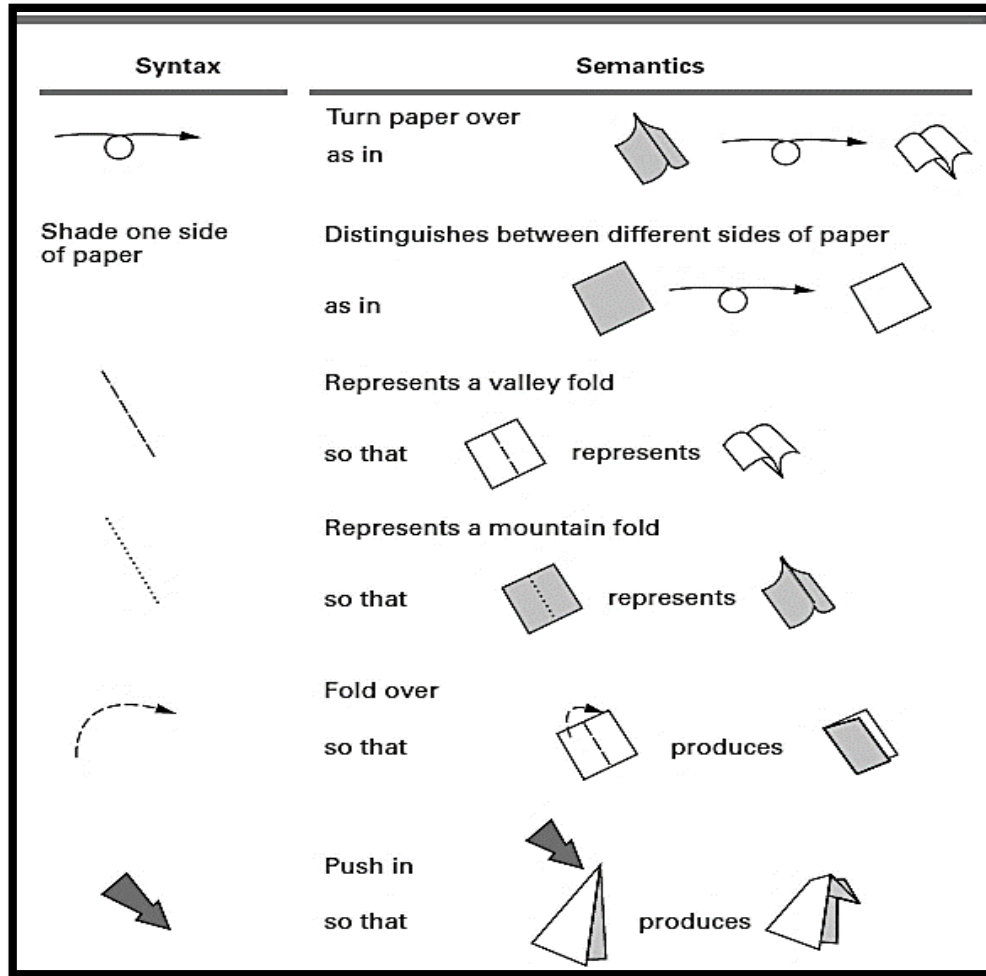 Syntax
Semantics
Turn paper over
as in
Shade one side
of paper
Distinguishes between different sides of paper
as in
Represents a valley fold
so that
represents
Represents a mountain fold
so that
represents
Fold over
so that
produces
Push in
so that
produces